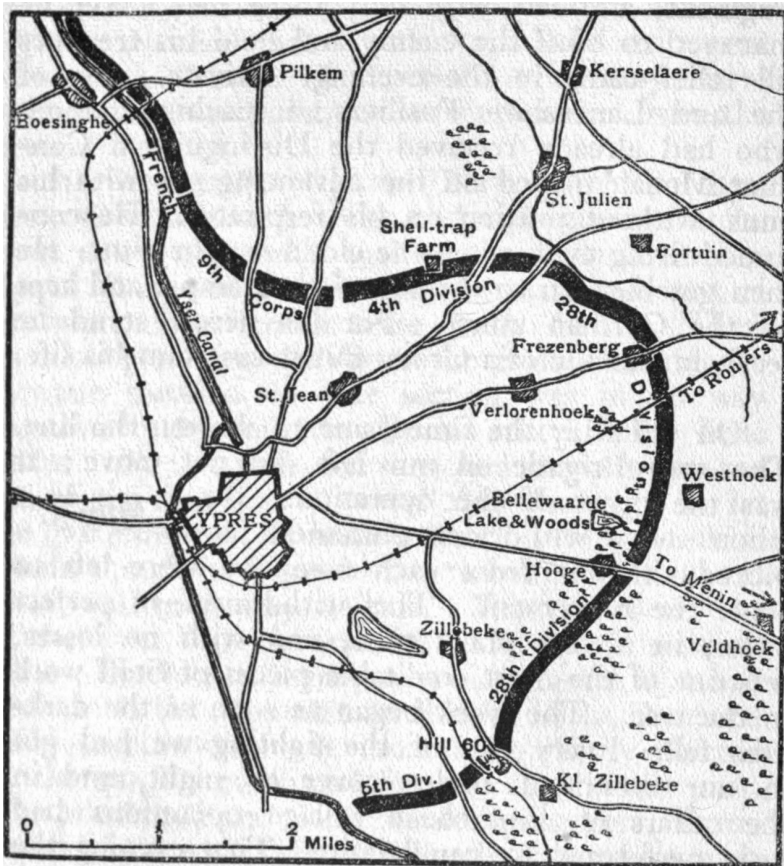 Pilkem
Kersselaere
Boesinghe
St. Julien
French
Shell-trap
Farm
Fortuin
9th
Corps
4th Division
28th
Division
Yser Canal
Frezenberg
St. Jean
To Roulers
Verlorenhoek
Westhoek
Bellewaarde
Lake & Woods
YPRES
Hooge
To Menin
Zillebeke
Veldhoek
28th Division
Hill 60
5th Div.
Kl. Zillebeke
0 1 2
Miles